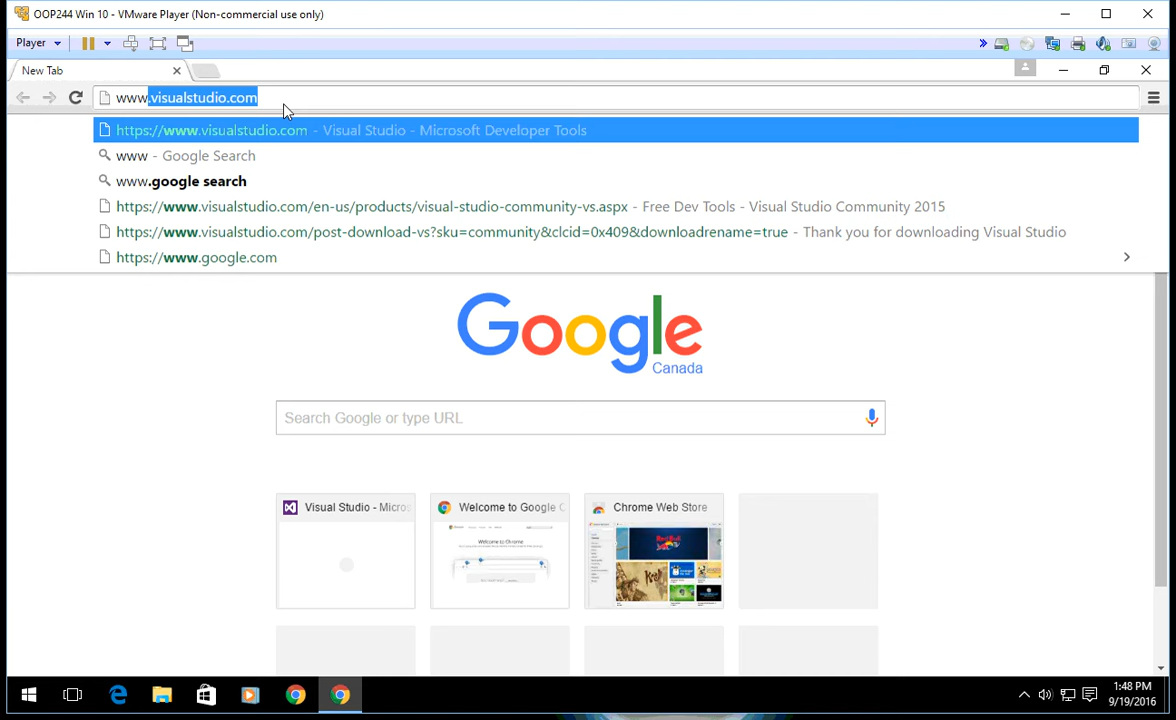 OOP244 Win 10 - VMware Player (Non-commercial use only)
Player
New Tab
www.visualstudio.com
https://www.visualstudio.com - Visual Studio - Microsoft Developer Tools
www - Google Search
www.google search
https://www.visualstudio.com/en-us/products/visual-studio-community-vs.aspx - Free Dev Tools - Visual Studio Community 2015
https://www.visualstudio.com/post-download-vs?sku=community&clcid=0x409&downloadrename=true - Thank you for downloading Visual Studio
https://www.google.com
Google
Canada
Search Google or type URL
Visual Studio - Micros
Welcome to Google C
Chrome Web Store
Welcome to Chrome
1:48 PM
9/19/2016